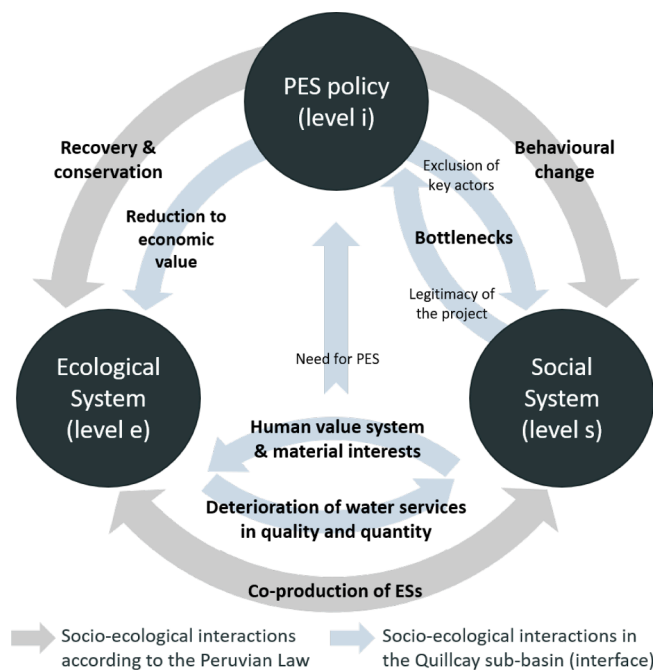 PES policy
(level i)
Recovery &
conservation
Behavioural
change
Exclusion of
key actors
Reduction to
economic
value
Bottlenecks
Legitimacy of
the project
Need for PES
Ecological
System
(level e)
Social
System
(level s)
Human value system
& material interests
Deterioration of water services
in quality and quantity
Co-production of ESs
Socio-ecological interactions
according to the Peruvian Law
Socio-ecological interactions in
the Quillcay sub-basin (interface)